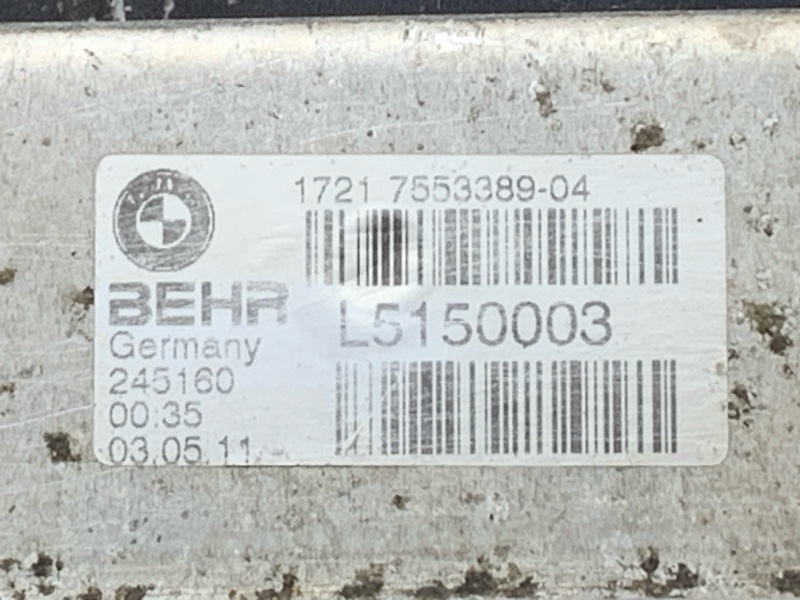 1721 7553389-04
BEHR
L5150003
Germany
245160
00:35
03.05.11